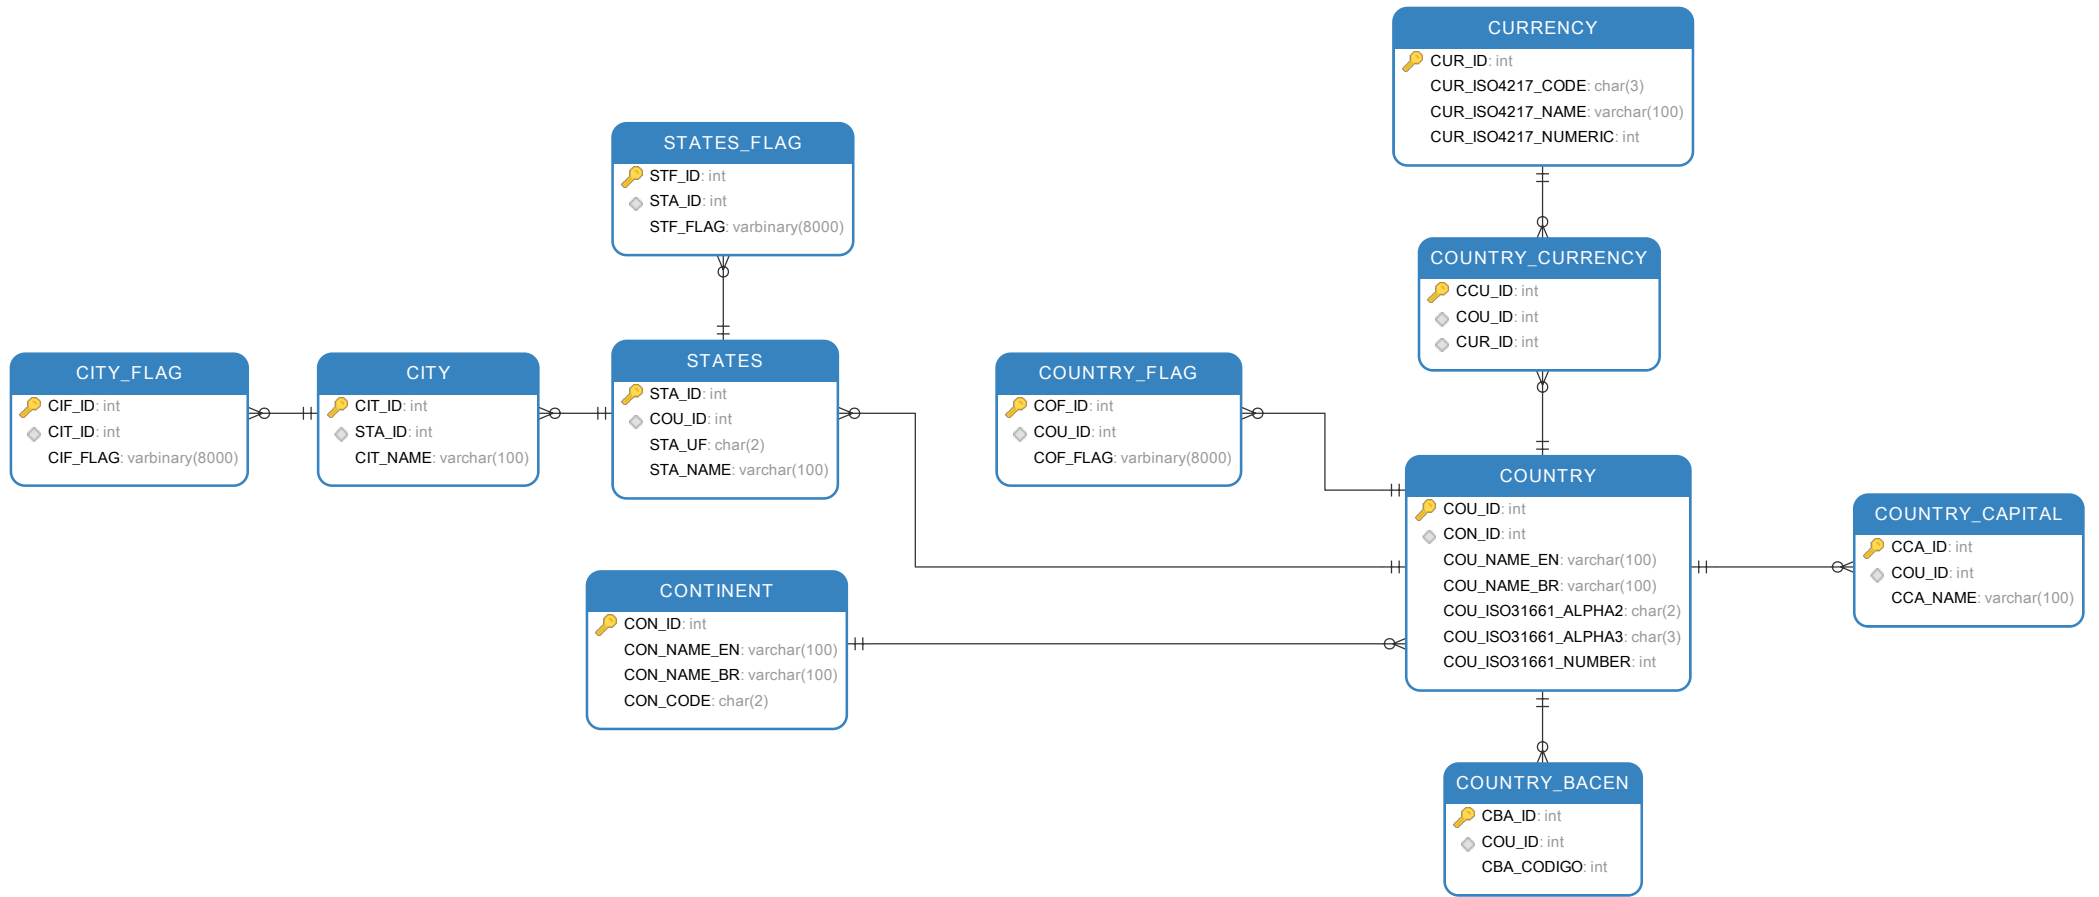 CURRENCY
CUR_ID: int
CUR_ISO4217_CODE: char(3)
CUR_ISO4217_NAME: varchar(100)
CUR_ISO4217_NUMERIC: int
STATES_FLAG
STF_ID: int
STA_ID: int
STF_FLAG: varbinary(8000)
COUNTRY_CURRENCY
CCU_ID: int
COU_ID: int
CUR_ID: int
CITY_FLAG
CIF_ID: int
CIT_ID: int
CIF_FLAG: varbinary(8000)
CITY
CIT_ID: int
STA_ID: int
CIT_NAME: varchar(100)
STATES
STA_ID: int
COU_ID: int
STA_UF: char(2)
STA_NAME: varchar(100)
COUNTRY_FLAG
COF_ID: int
COU_ID: int
COF_FLAG: varbinary(8000)
COUNTRY
COU_ID: int
CON_ID: int
COU_NAME_EN: varchar(100)
COU_NAME_BR: varchar(100)
COU_ISO31661_ALPHA2: char(2)
COU_ISO31661_ALPHA3: char(3)
COU_ISO31661_NUMBER: int
COUNTRY_CAPITAL
CCA_ID: int
COU_ID: int
CCA_NAME: varchar(100)
CONTINENT
CON_ID: int
CON_NAME_EN: varchar(100)
CON_NAME_BR: varchar(100)
CON_CODE: char(2)
COUNTRY_BACEN
CBA_ID: int
COU_ID: int
CBA_CODIGO: int